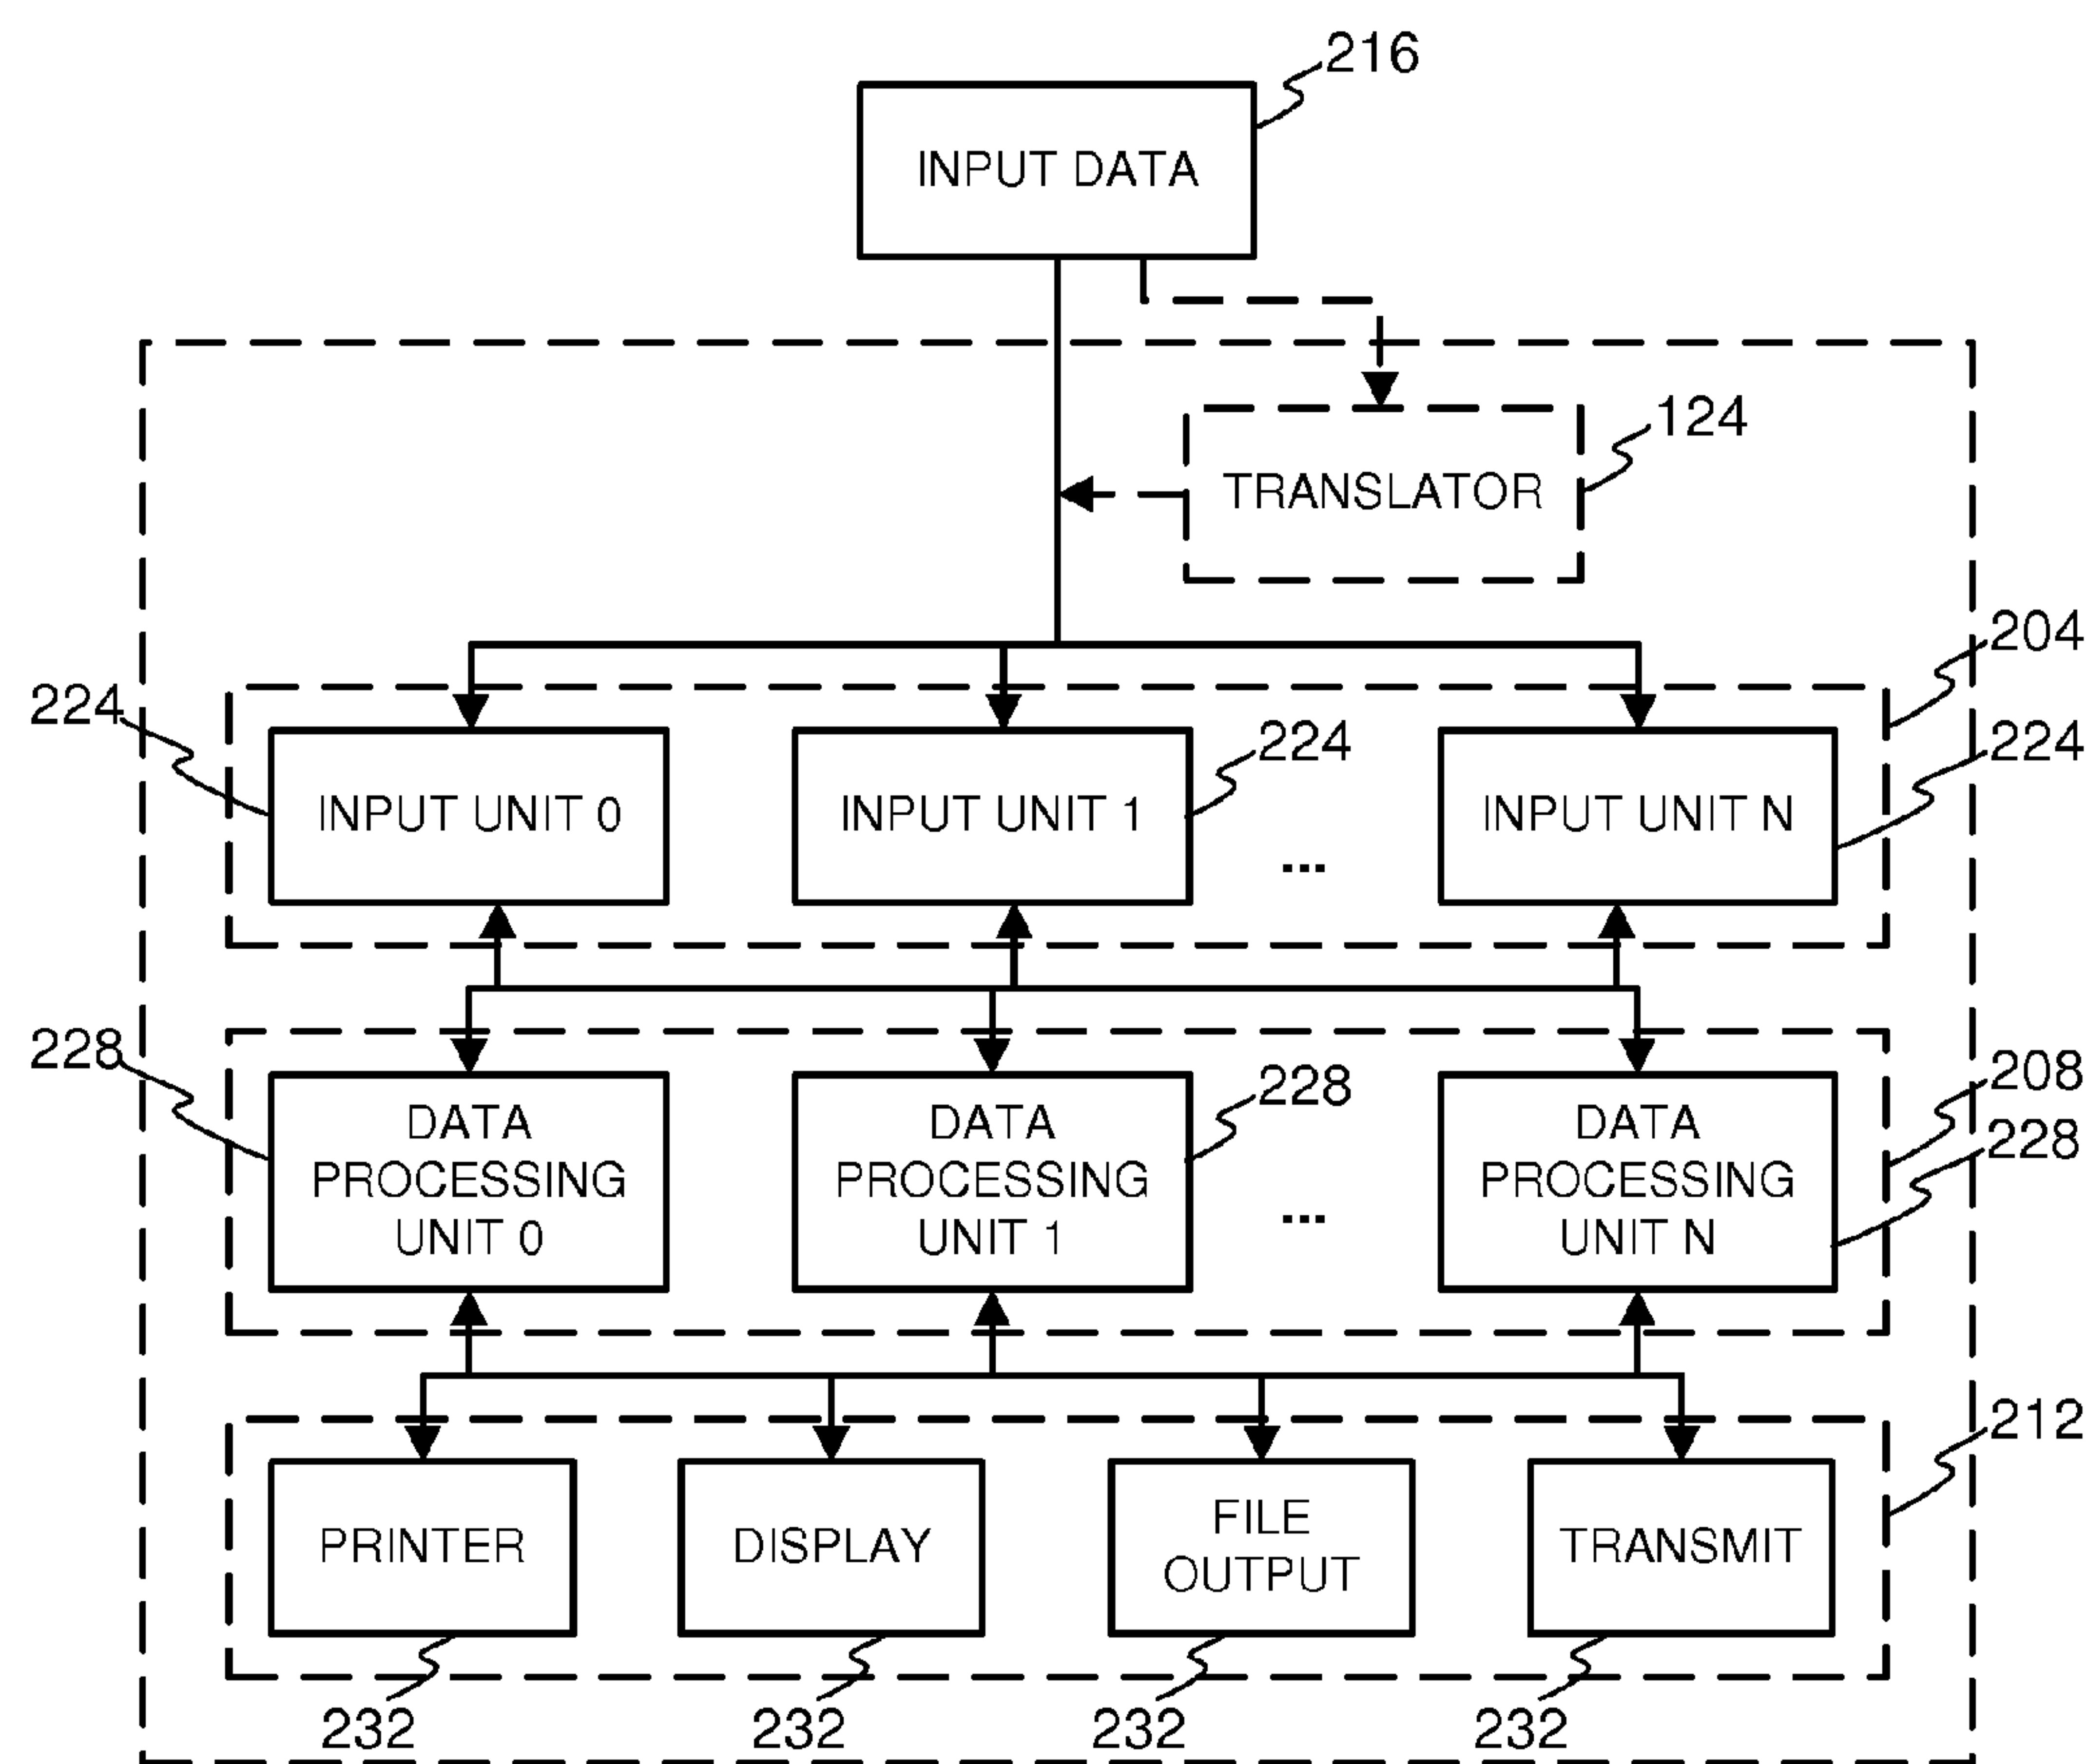 216
INPUT DATA
124
TRANSLATOR
204
224
224
224
INPUT UNIT 0
INPUT UNIT 1
...
INPUT UNIT N
228
228
208
228
DATA
PROCESSING
UNIT 0
DATA
PROCESSING
UNIT 1
...
DATA
PROCESSING
UNIT N
212
PRINTER
DISPLAY
FILE
OUTPUT
TRANSMIT
232
232
232
232